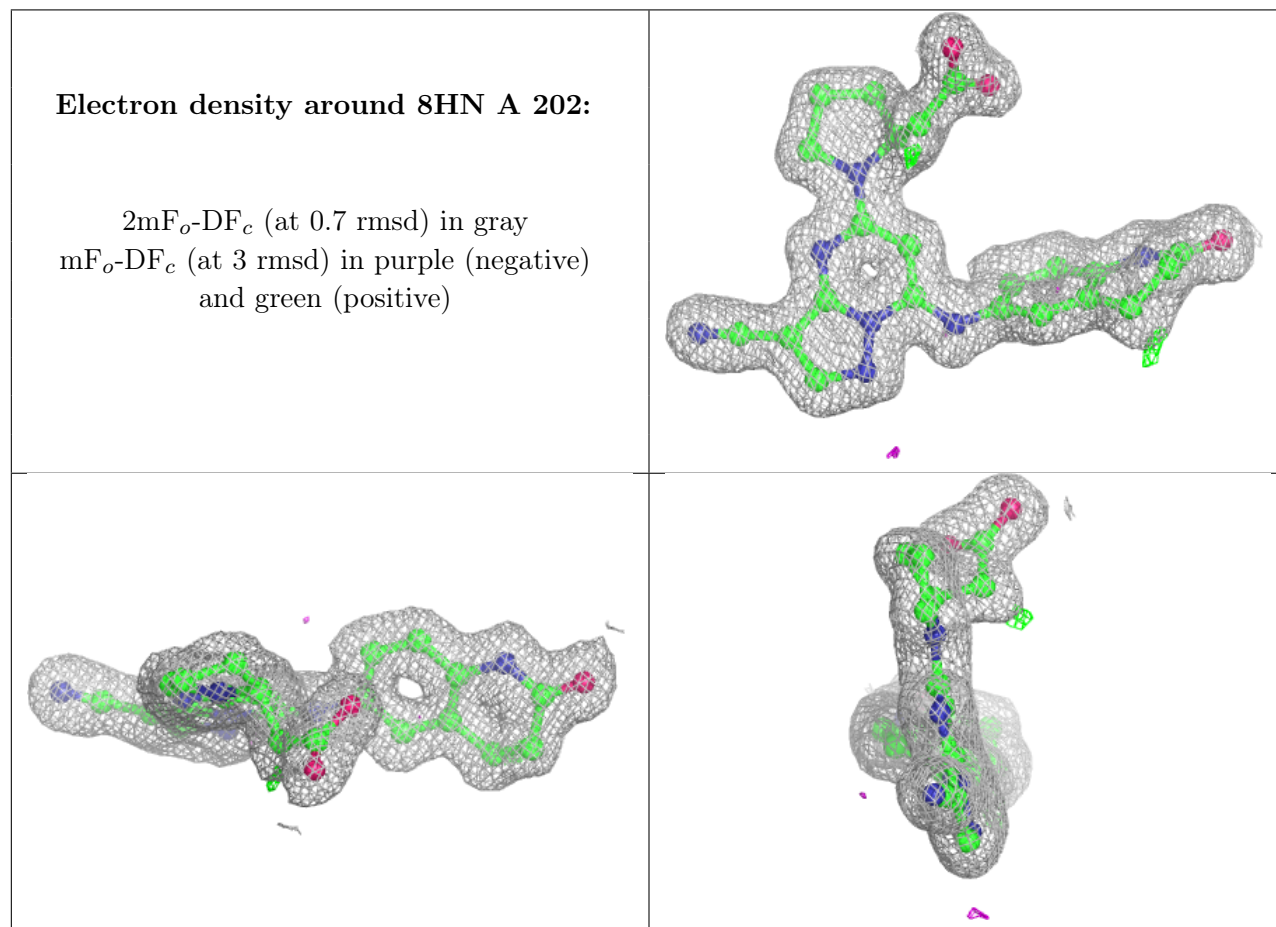 Electron density around 8HN A 202:
2mFₒ-DF𝒸 (at 0.7 rmsd) in gray
mFₒ-DF𝒸 (at 3 rmsd) in purple (negative)
and green (positive)